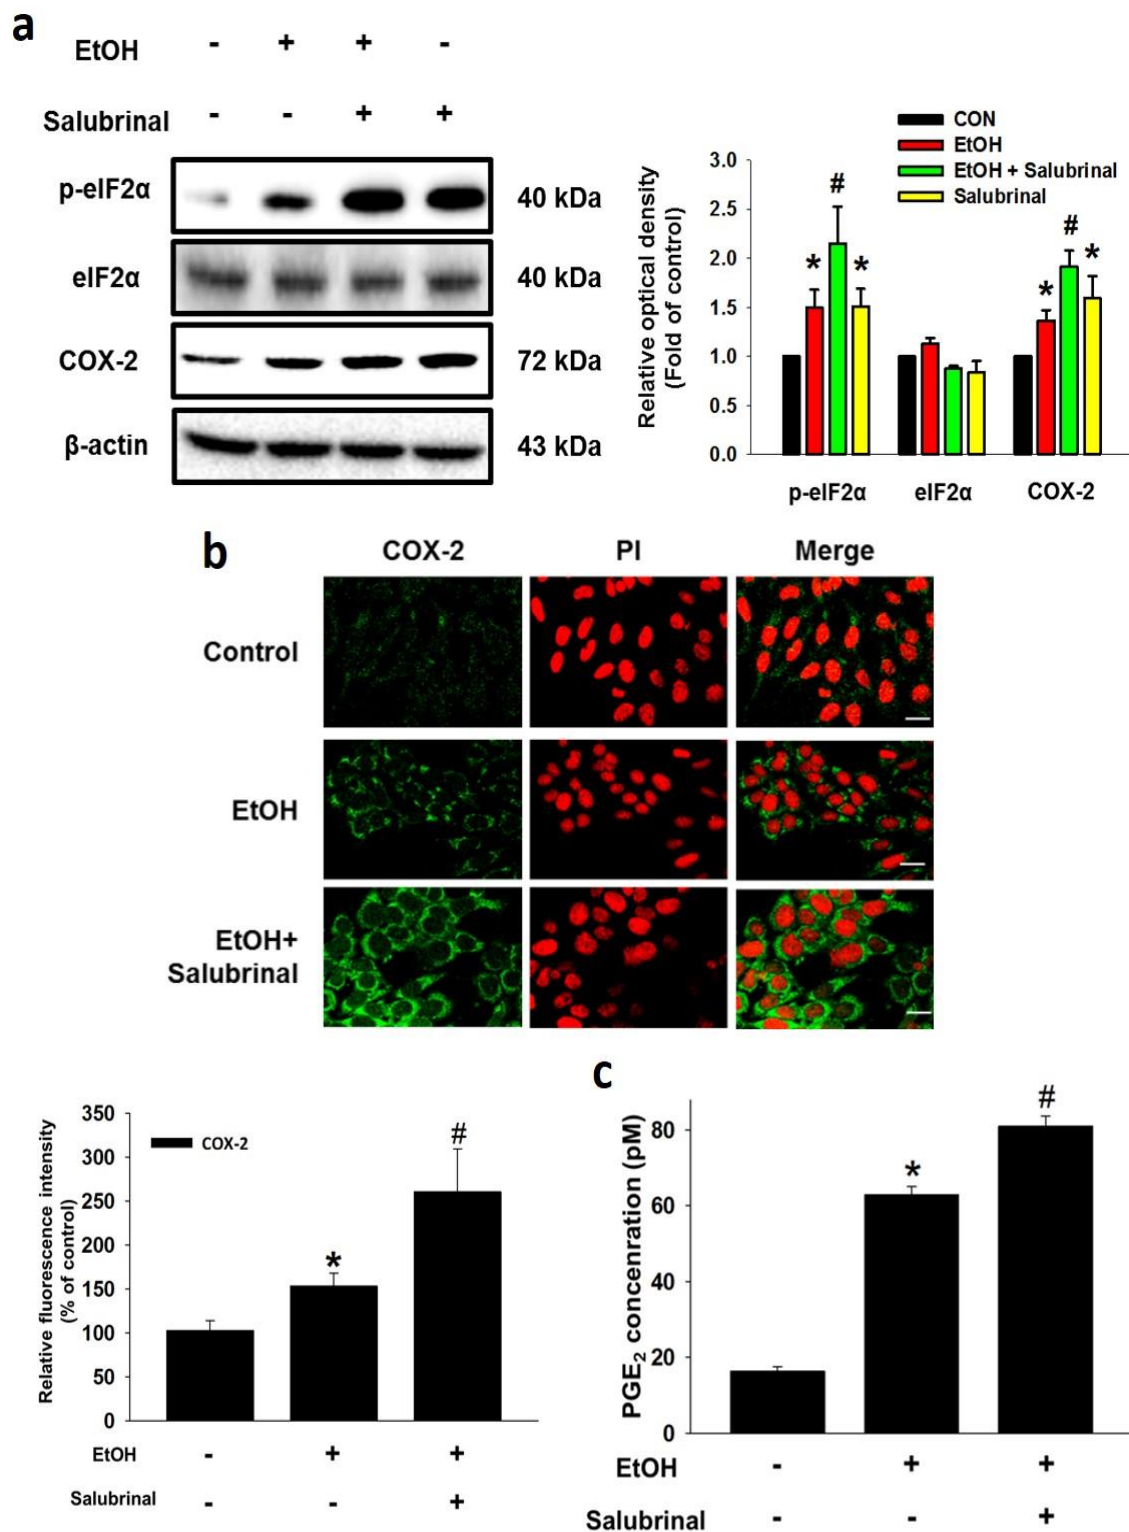 a
EtOH - + + -
Salubrinal - - + +
p-eIF2α 40 kDa
eIF2α 40 kDa
COX-2 72 kDa
β-actin 43 kDa
CON
EtOH
EtOH + Salubrinal
Salubrinal
Relative optical density
(Fold of control)
3.0
2.5
2.0
1.5
1.0
0.5
0.0
* # *
* # *
p-eIF2α eIF2α COX-2
b
COX-2 PI Merge
Control
EtOH
EtOH+
Salubrinal
Relative fluorescence intensity
(% of control)
350
300
250
200
150
100
50
0
COX-2
* #
EtOH - + +
Salubrinal - - +
c
PGE₂ concenration (pM)
80
60
40
20
0
* #
EtOH - + +
Salubrinal - - +